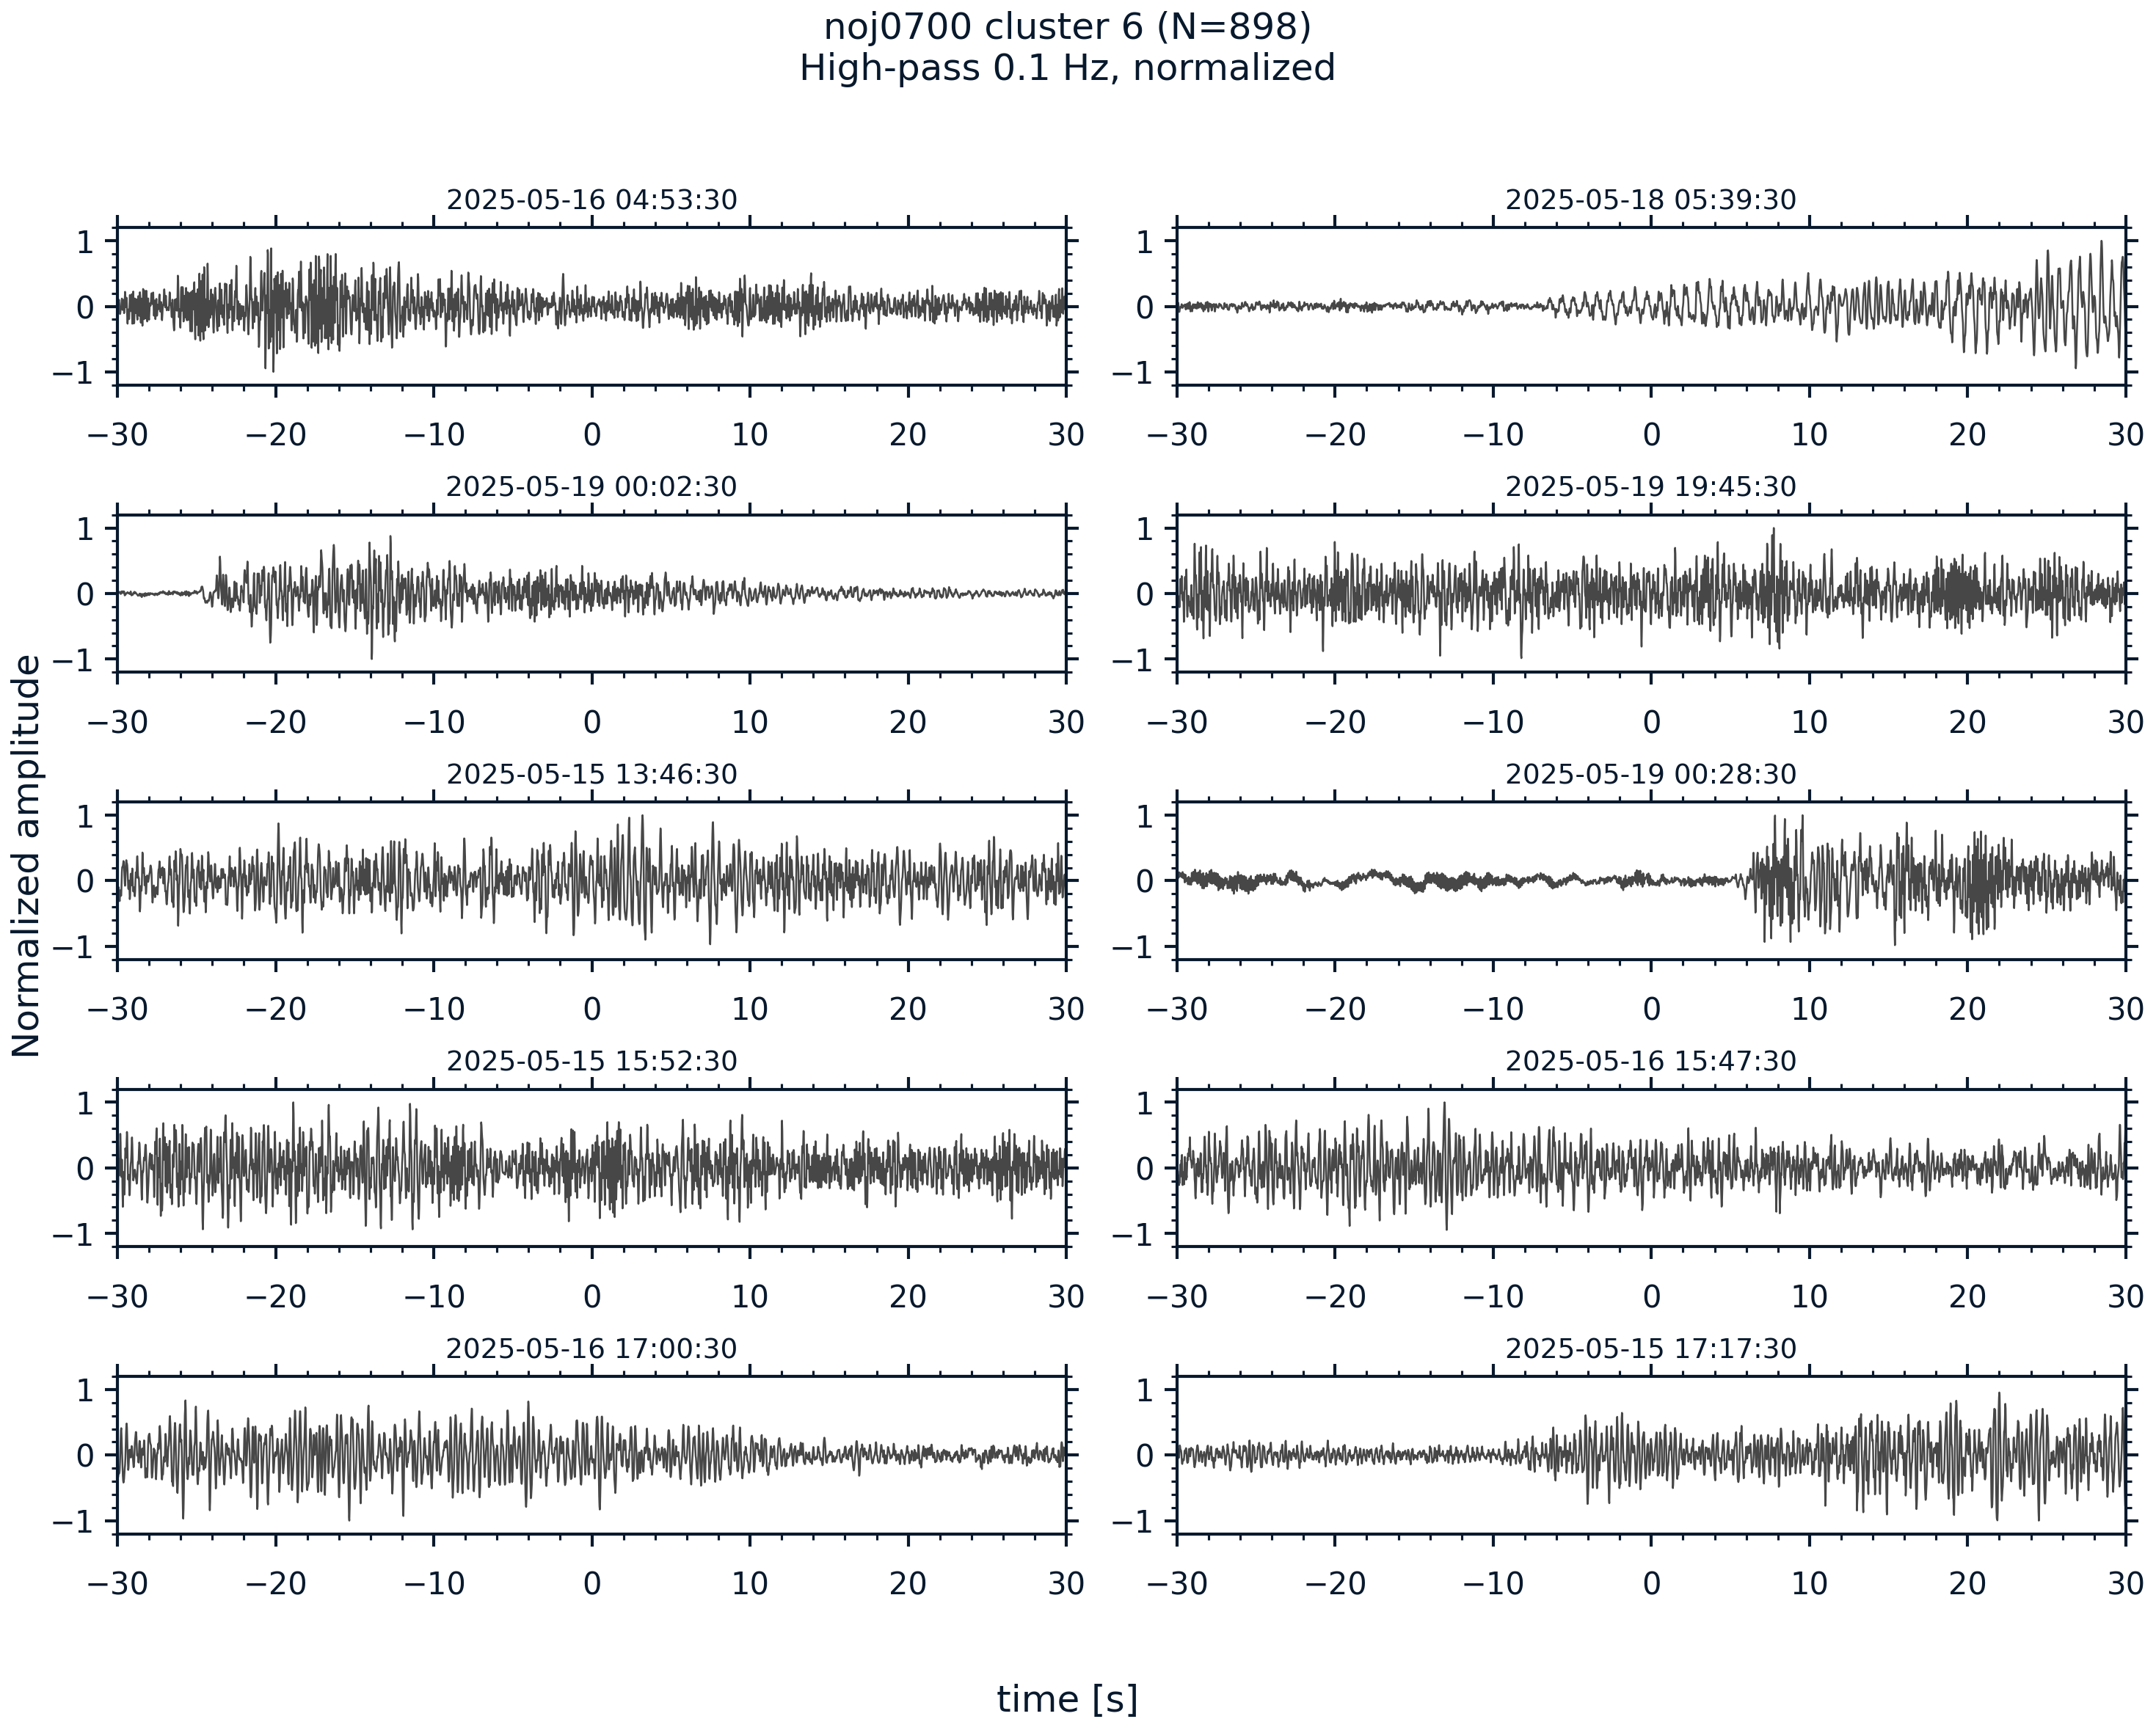 noj0700 cluster 6 (N=898)
High-pass 0.1 Hz, normalized
Normalized amplitude
2025-05-16 04:53:30
1
0
−1
−30 −20 −10 0 10 20 30
2025-05-18 05:39:30
1
0
−1
−30 −20 −10 0 10 20 30
2025-05-19 00:02:30
1
0
−1
−30 −20 −10 0 10 20 30
2025-05-19 19:45:30
1
0
−1
−30 −20 −10 0 10 20 30
2025-05-15 13:46:30
1
0
−1
−30 −20 −10 0 10 20 30
2025-05-19 00:28:30
1
0
−1
−30 −20 −10 0 10 20 30
2025-05-15 15:52:30
1
0
−1
−30 −20 −10 0 10 20 30
2025-05-16 15:47:30
1
0
−1
−30 −20 −10 0 10 20 30
2025-05-16 17:00:30
1
0
−1
−30 −20 −10 0 10 20 30
2025-05-15 17:17:30
1
0
−1
−30 −20 −10 0 10 20 30
time [s]